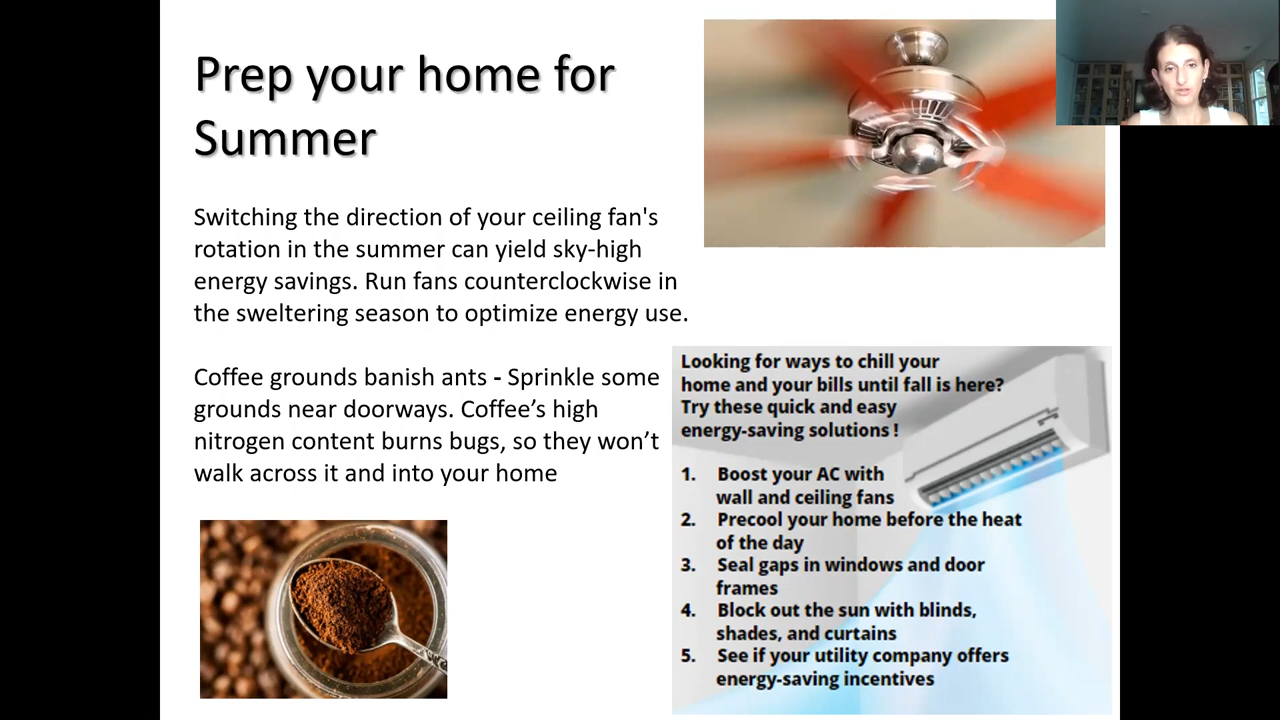 Prep your home for
Summer
Switching the direction of your ceiling fan's
rotation in the summer can yield sky-high
energy savings. Run fans counterclockwise in
the sweltering season to optimize energy use.
Coffee grounds banish ants - Sprinkle some
grounds near doorways. Coffee’s high
nitrogen content burns bugs, so they won’t
walk across it and into your home
Looking for ways to chill your
home and your bills until fall is here?
Try these quick and easy
energy-saving solutions !
1. Boost your AC with
wall and ceiling fans
2. Precool your home before the heat
of the day
3. Seal gaps in windows and door
frames
4. Block out the sun with blinds,
shades, and curtains
5. See if your utility company offers
energy-saving incentives